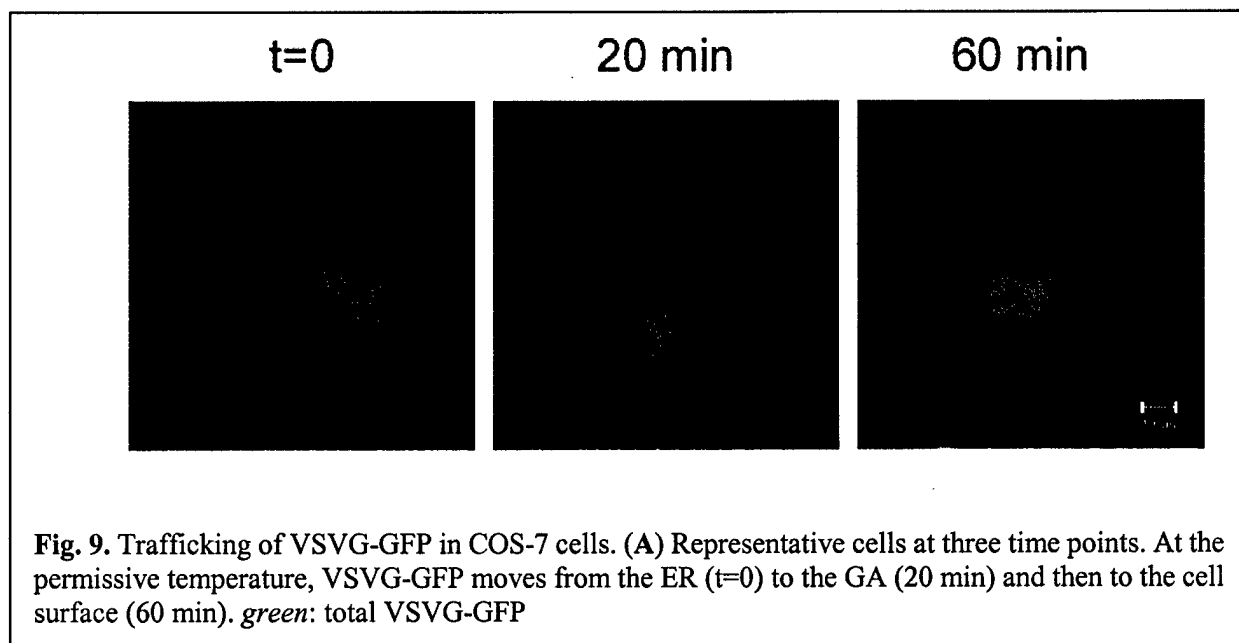 t=0 20 min 60 min
Fig. 9. Trafficking of VSVG-GFP in COS-7 cells. (A) Representative cells at three time points. At the
permissive temperature, VSVG-GFP moves from the ER (t=0) to the GA (20 min) and then to the cell
surface (60 min). green: total VSVG-GFP